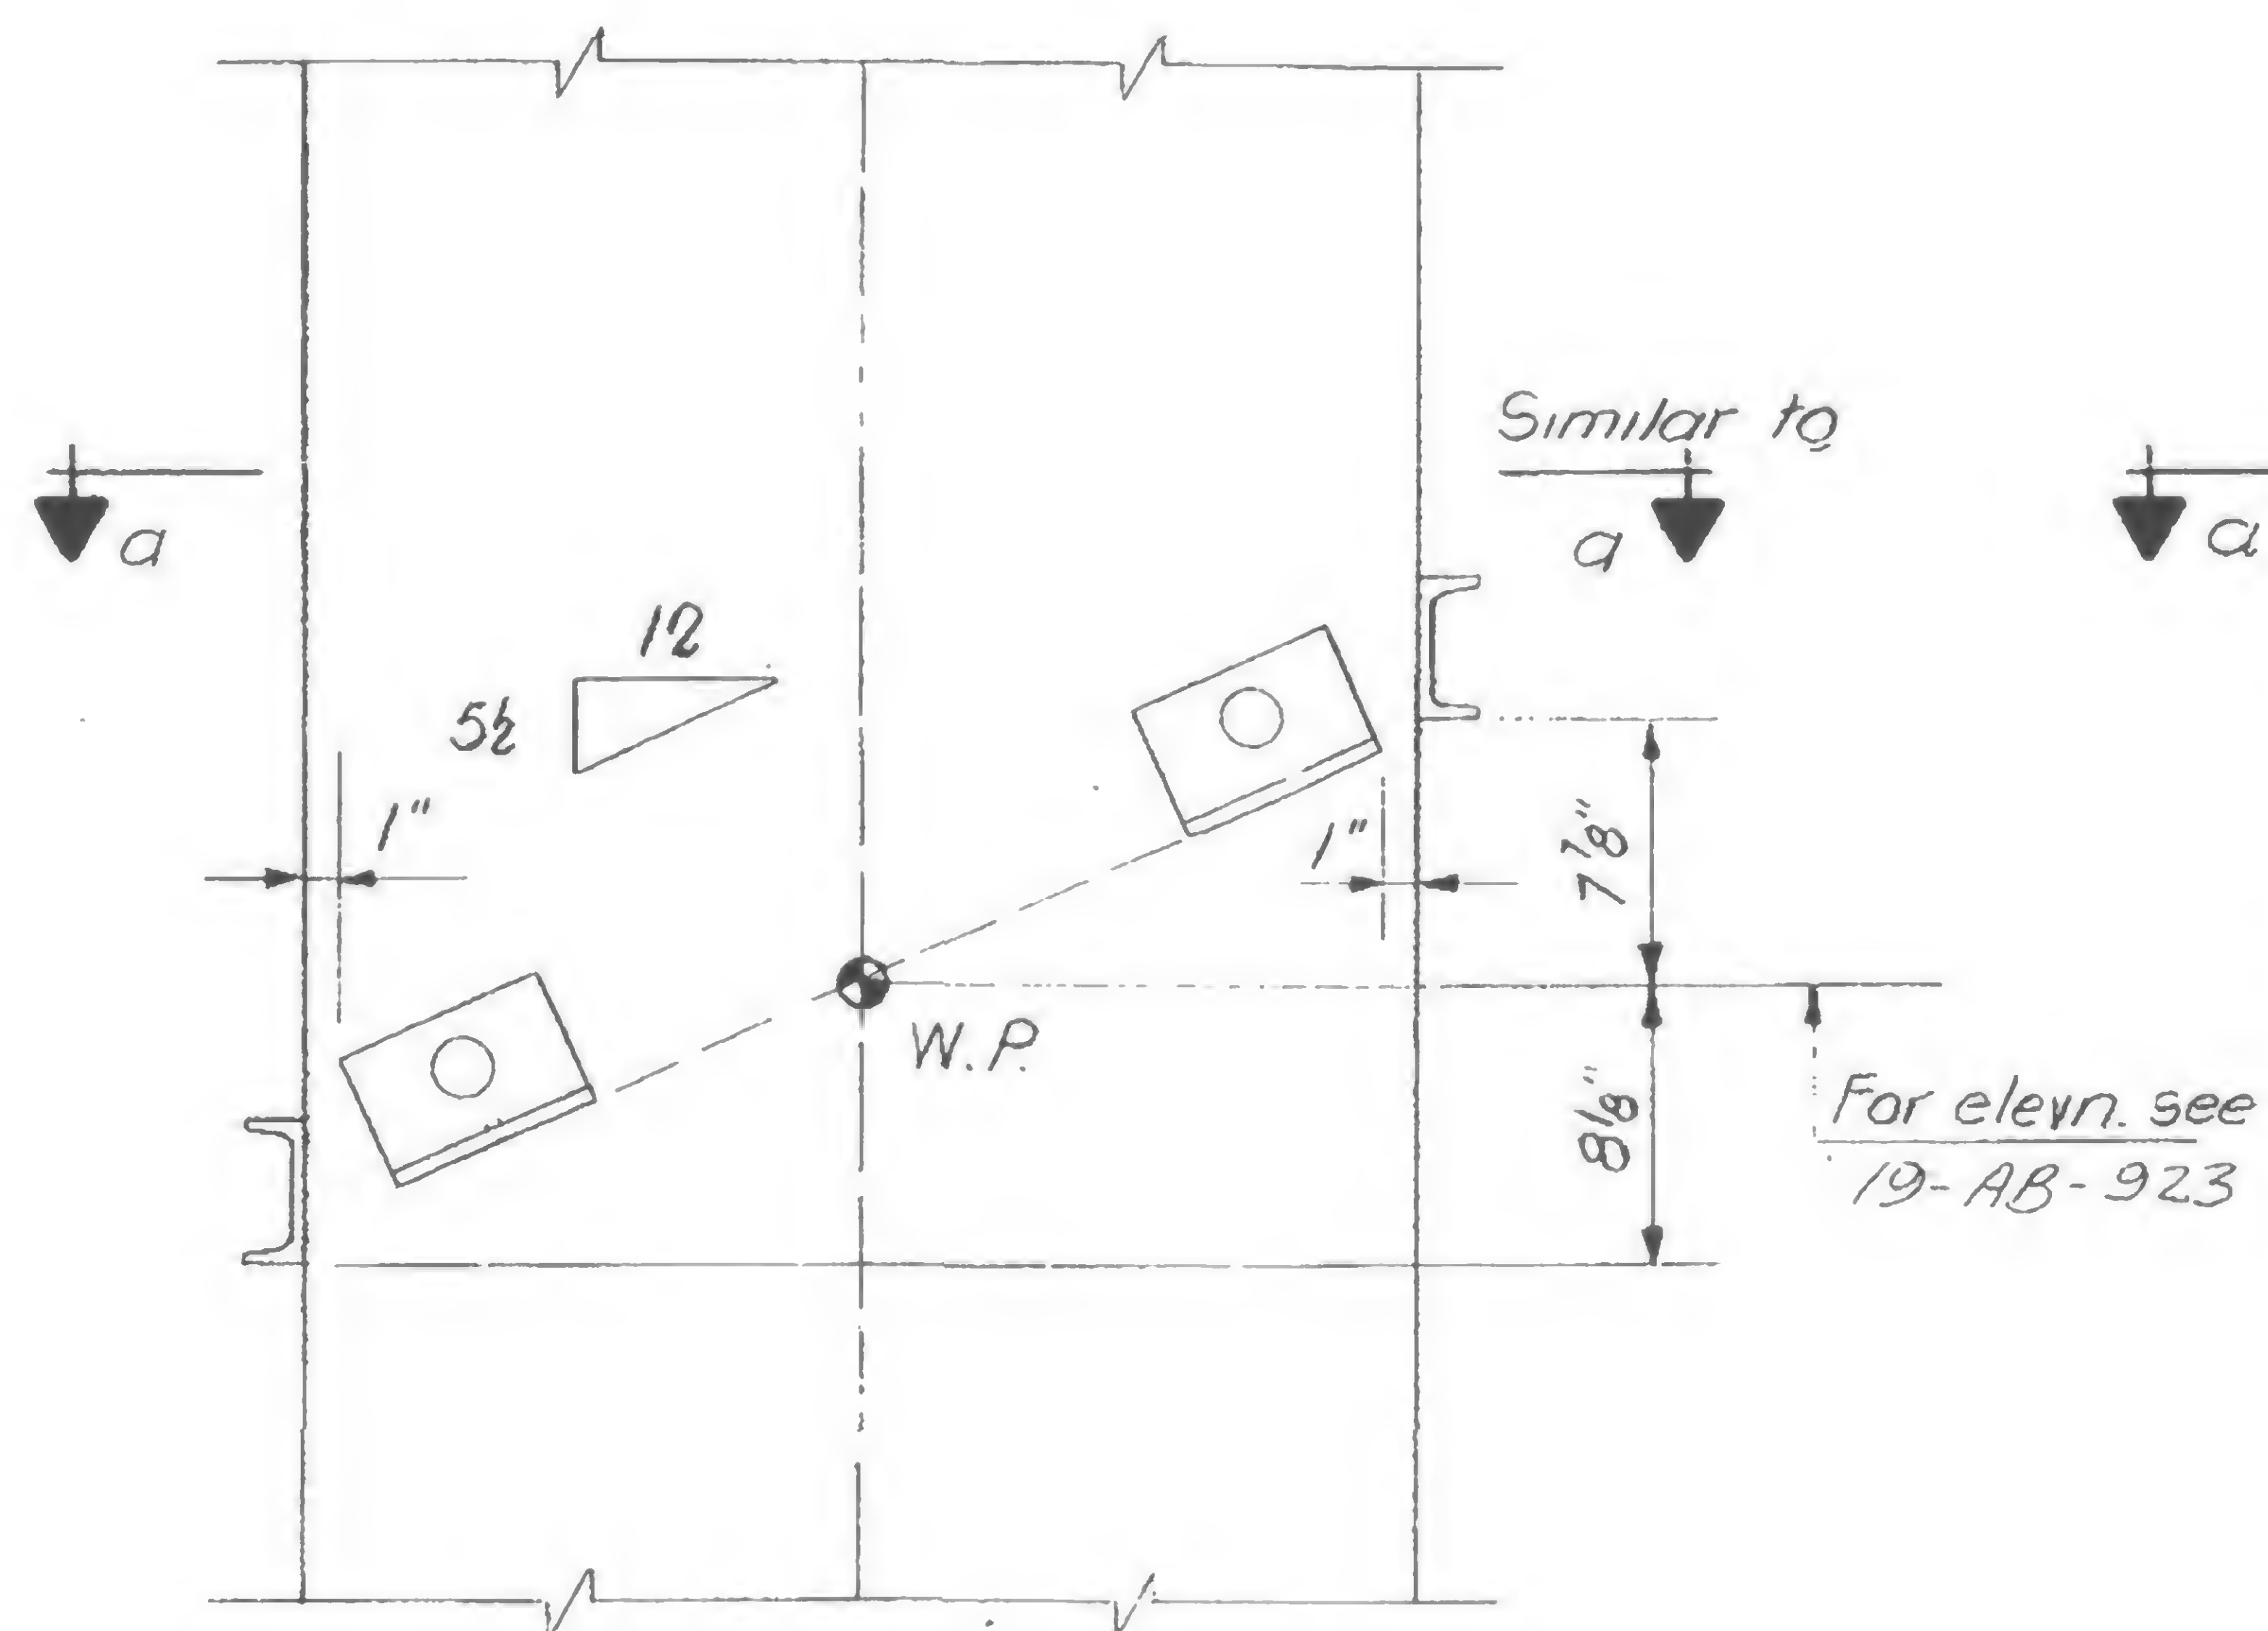 Similar to
a
a
a
12
5½
1"
1"
7⅞"
W.P.
8⅛"
For elevn. see
19-AB-923